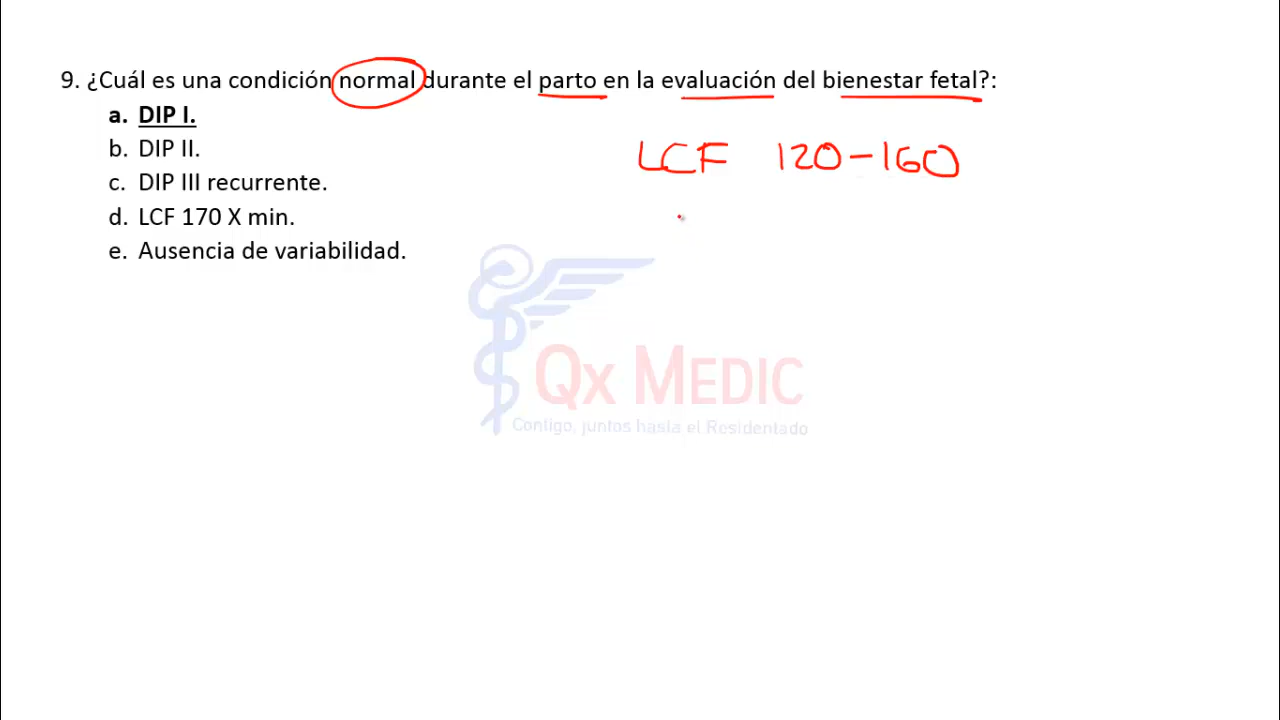 9. ¿Cuál es una condición normal durante el parto en la evaluación del bienestar fetal?:
a. DIP I.
b. DIP II.
LCF 120-160
c. DIP III recurrente.
d. LCF 170 X min.
e. Ausencia de variabilidad.
Qx MEDIC
Contigo, juntos hasta el Residentado